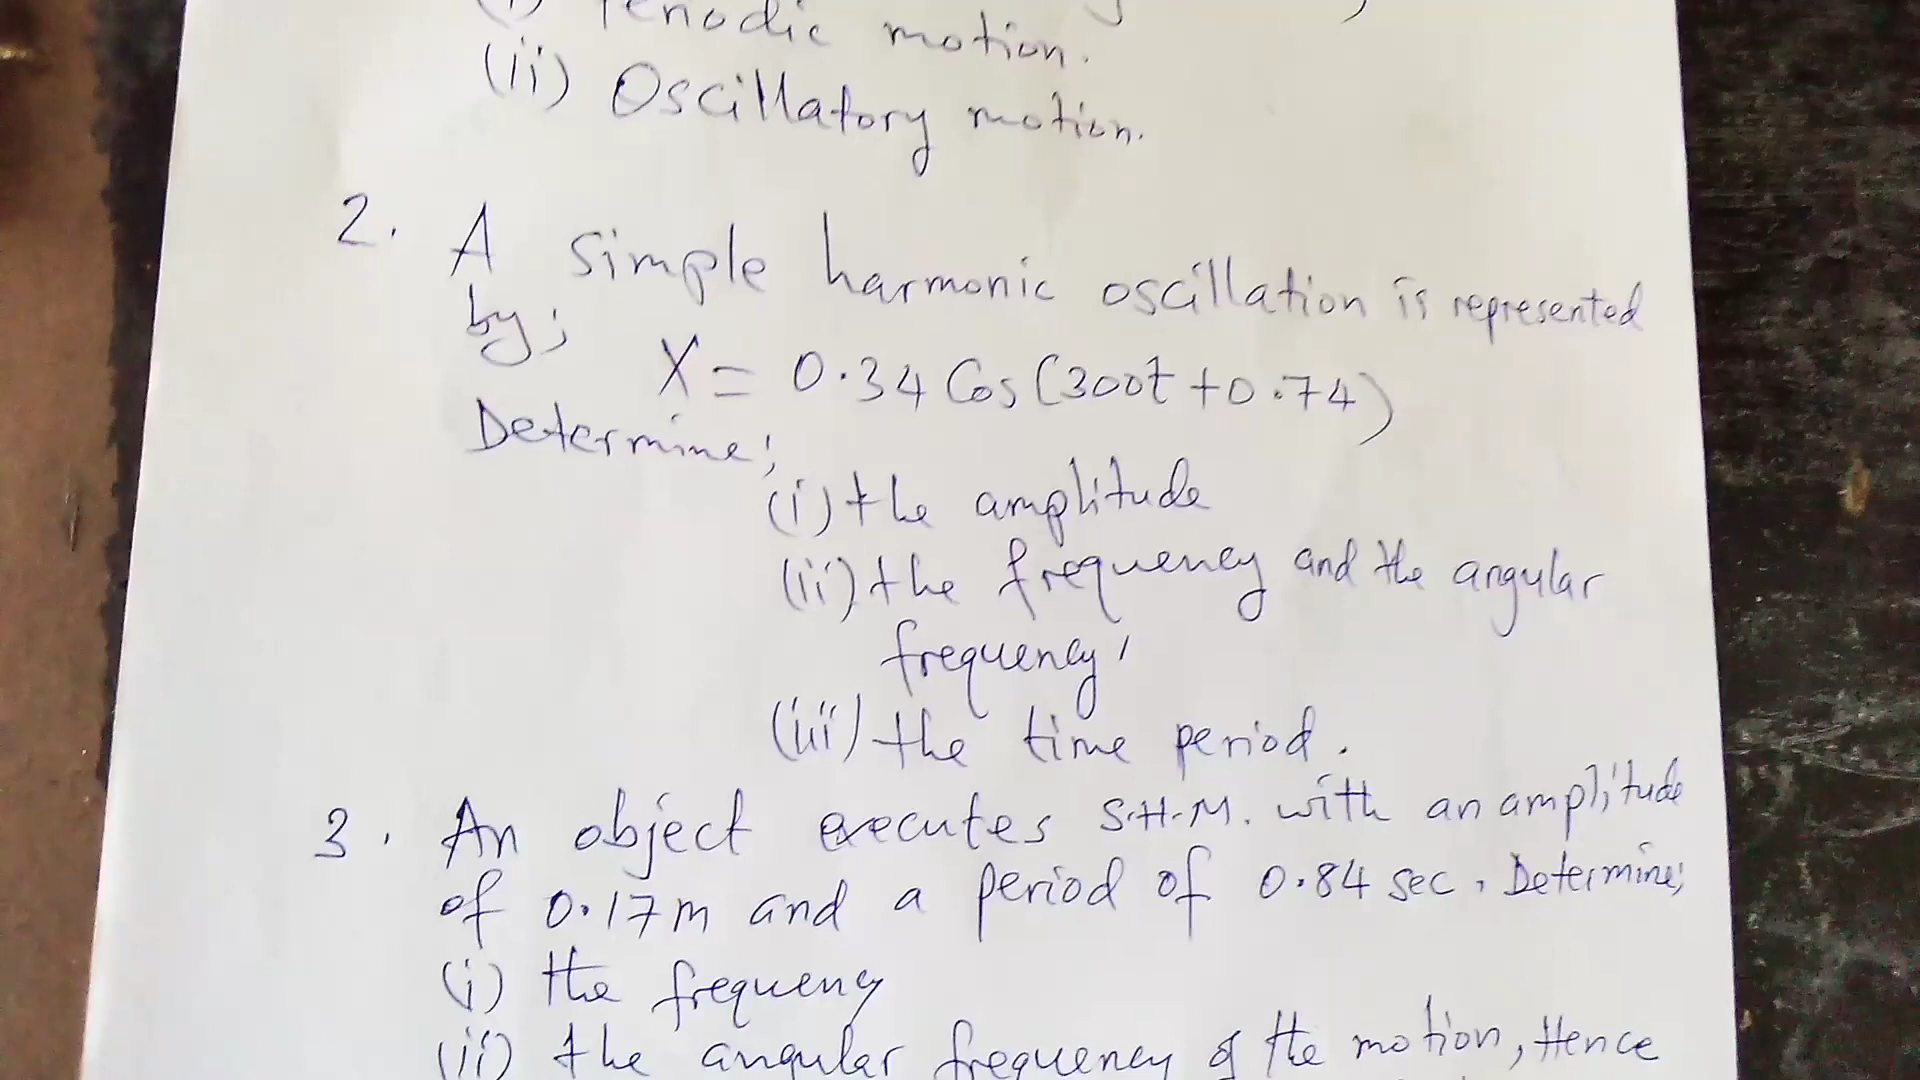 (i) Periodic motion.
(ii) Oscillatory motion.
2. A simple harmonic oscillation is represented
by;
X = 0.34 Cos(300t + 0.74)
Determine;
(i) the amplitude
(ii) the frequency and the angular
frequency,
(iii) the time period.
3. An object executes S.H.M. with an amplitude
of 0.17m and a period of 0.84 sec. Determine;
(i) the frequency
(ii) the angular frequency of the motion, Hence